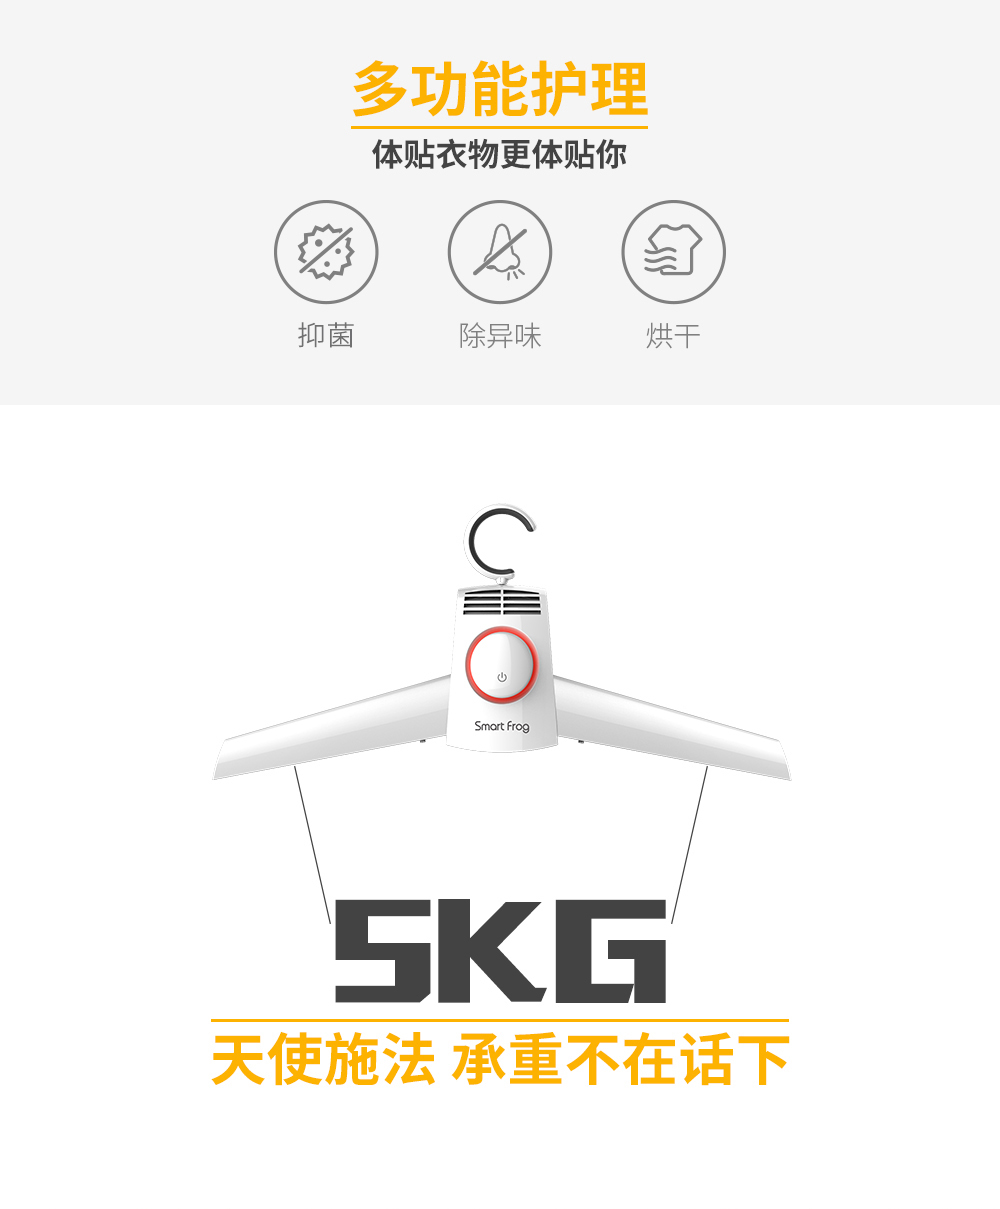 多功能护理
体贴衣物更体贴你
抑菌
除异味
烘干
Smart Frog
5KG
天使施法 承重不在话下